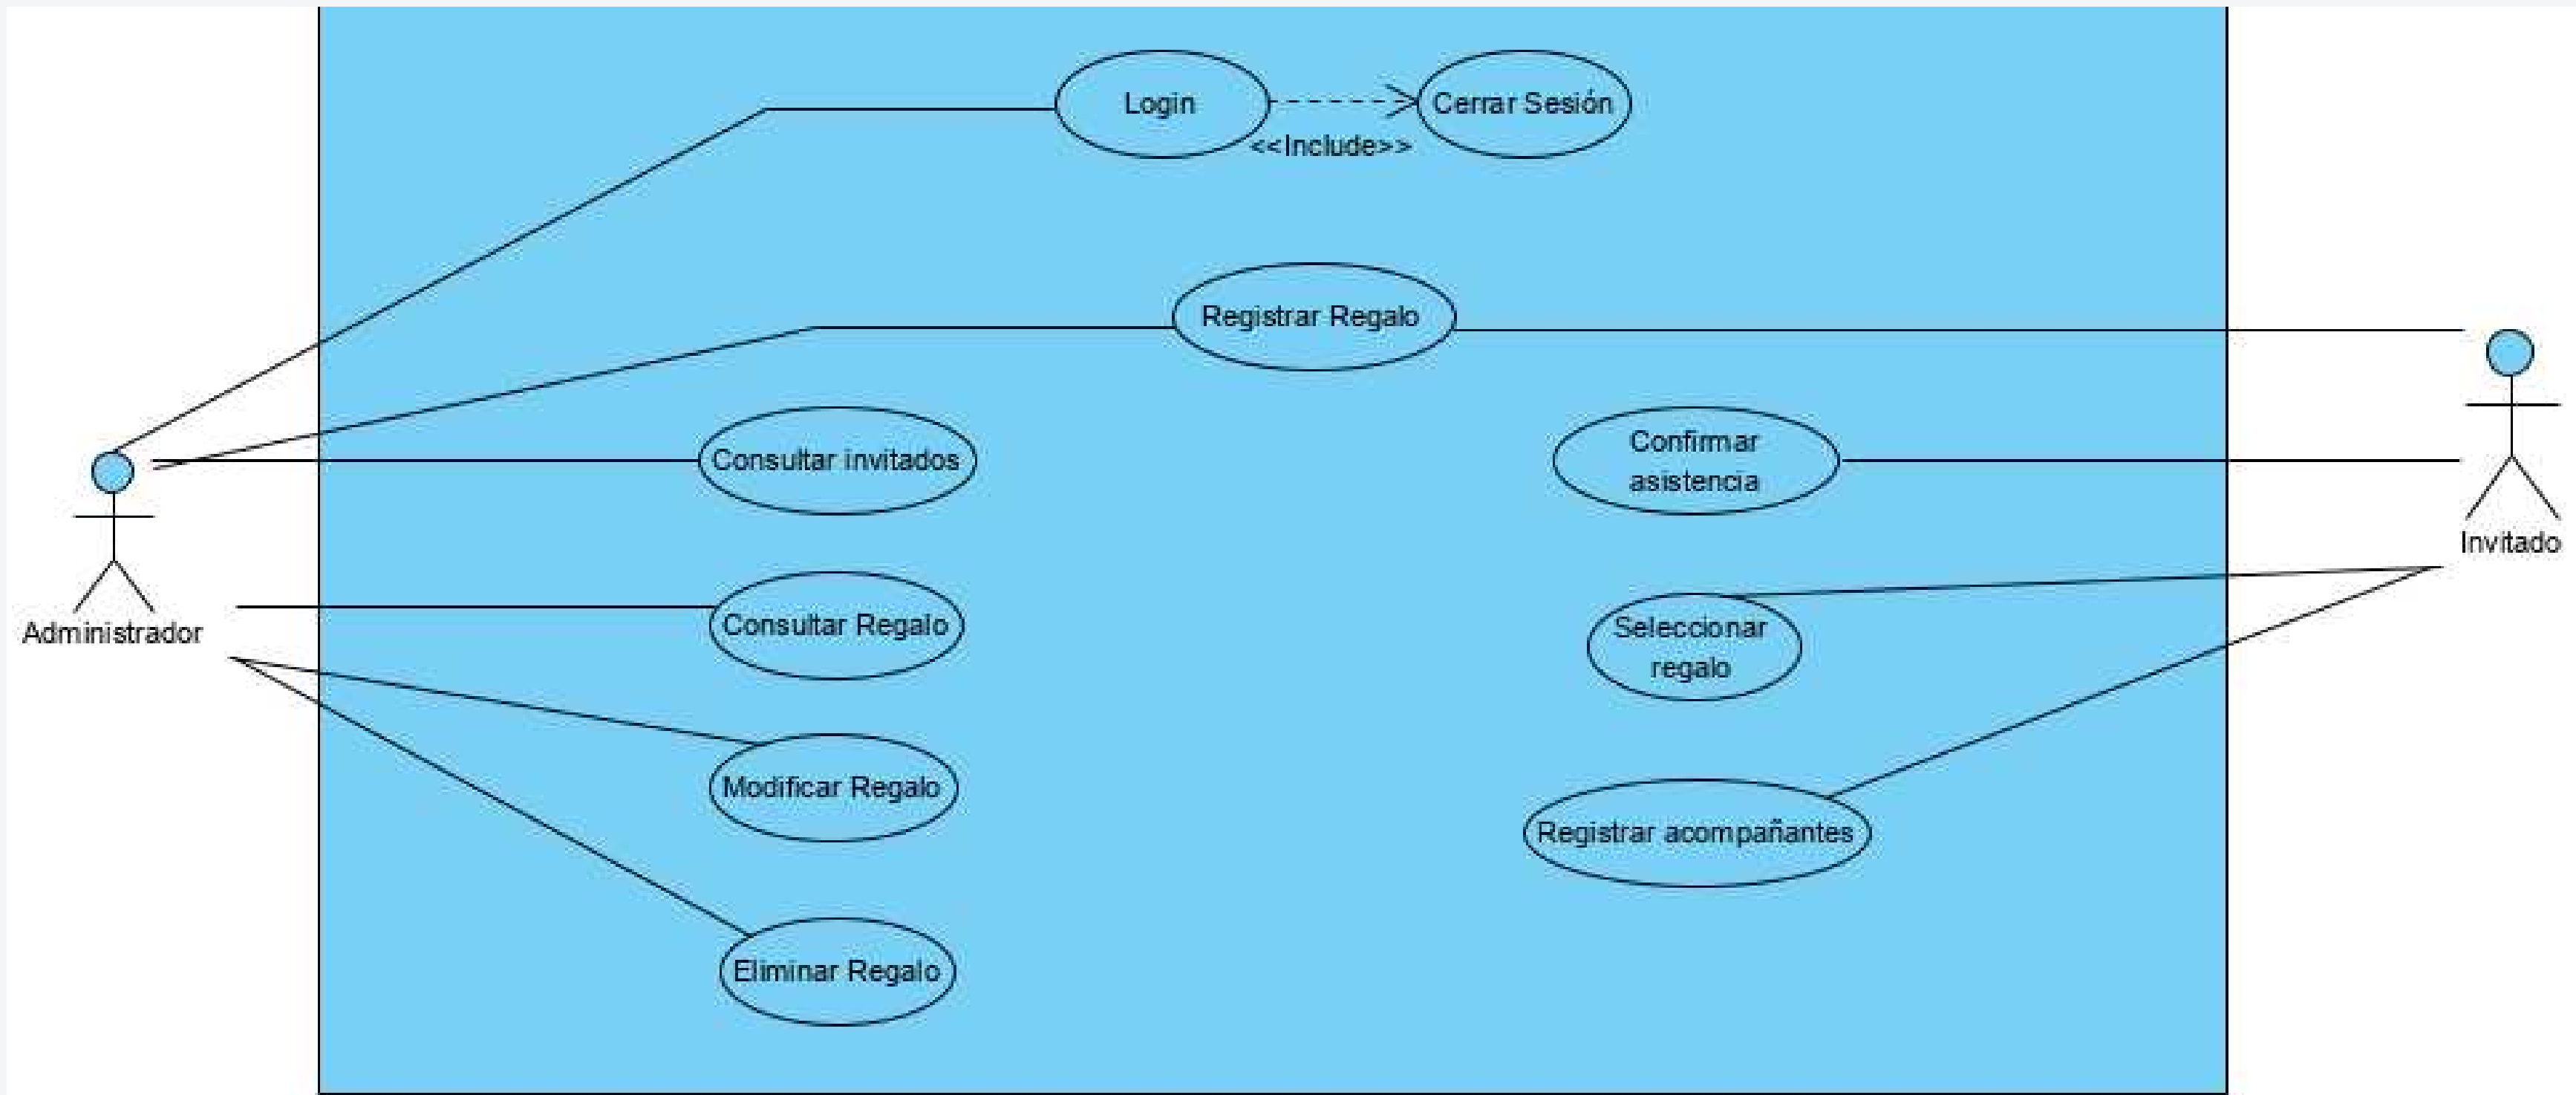 Login
Cerrar Sesión
<<Include>>
Registrar Regalo
Consultar invitados
Confirmar
asistencia
Invitado
Consultar Regalo
Administrador
Seleccionar
regalo
Modificar Regalo
Registrar acompañantes
Eliminar Regalo